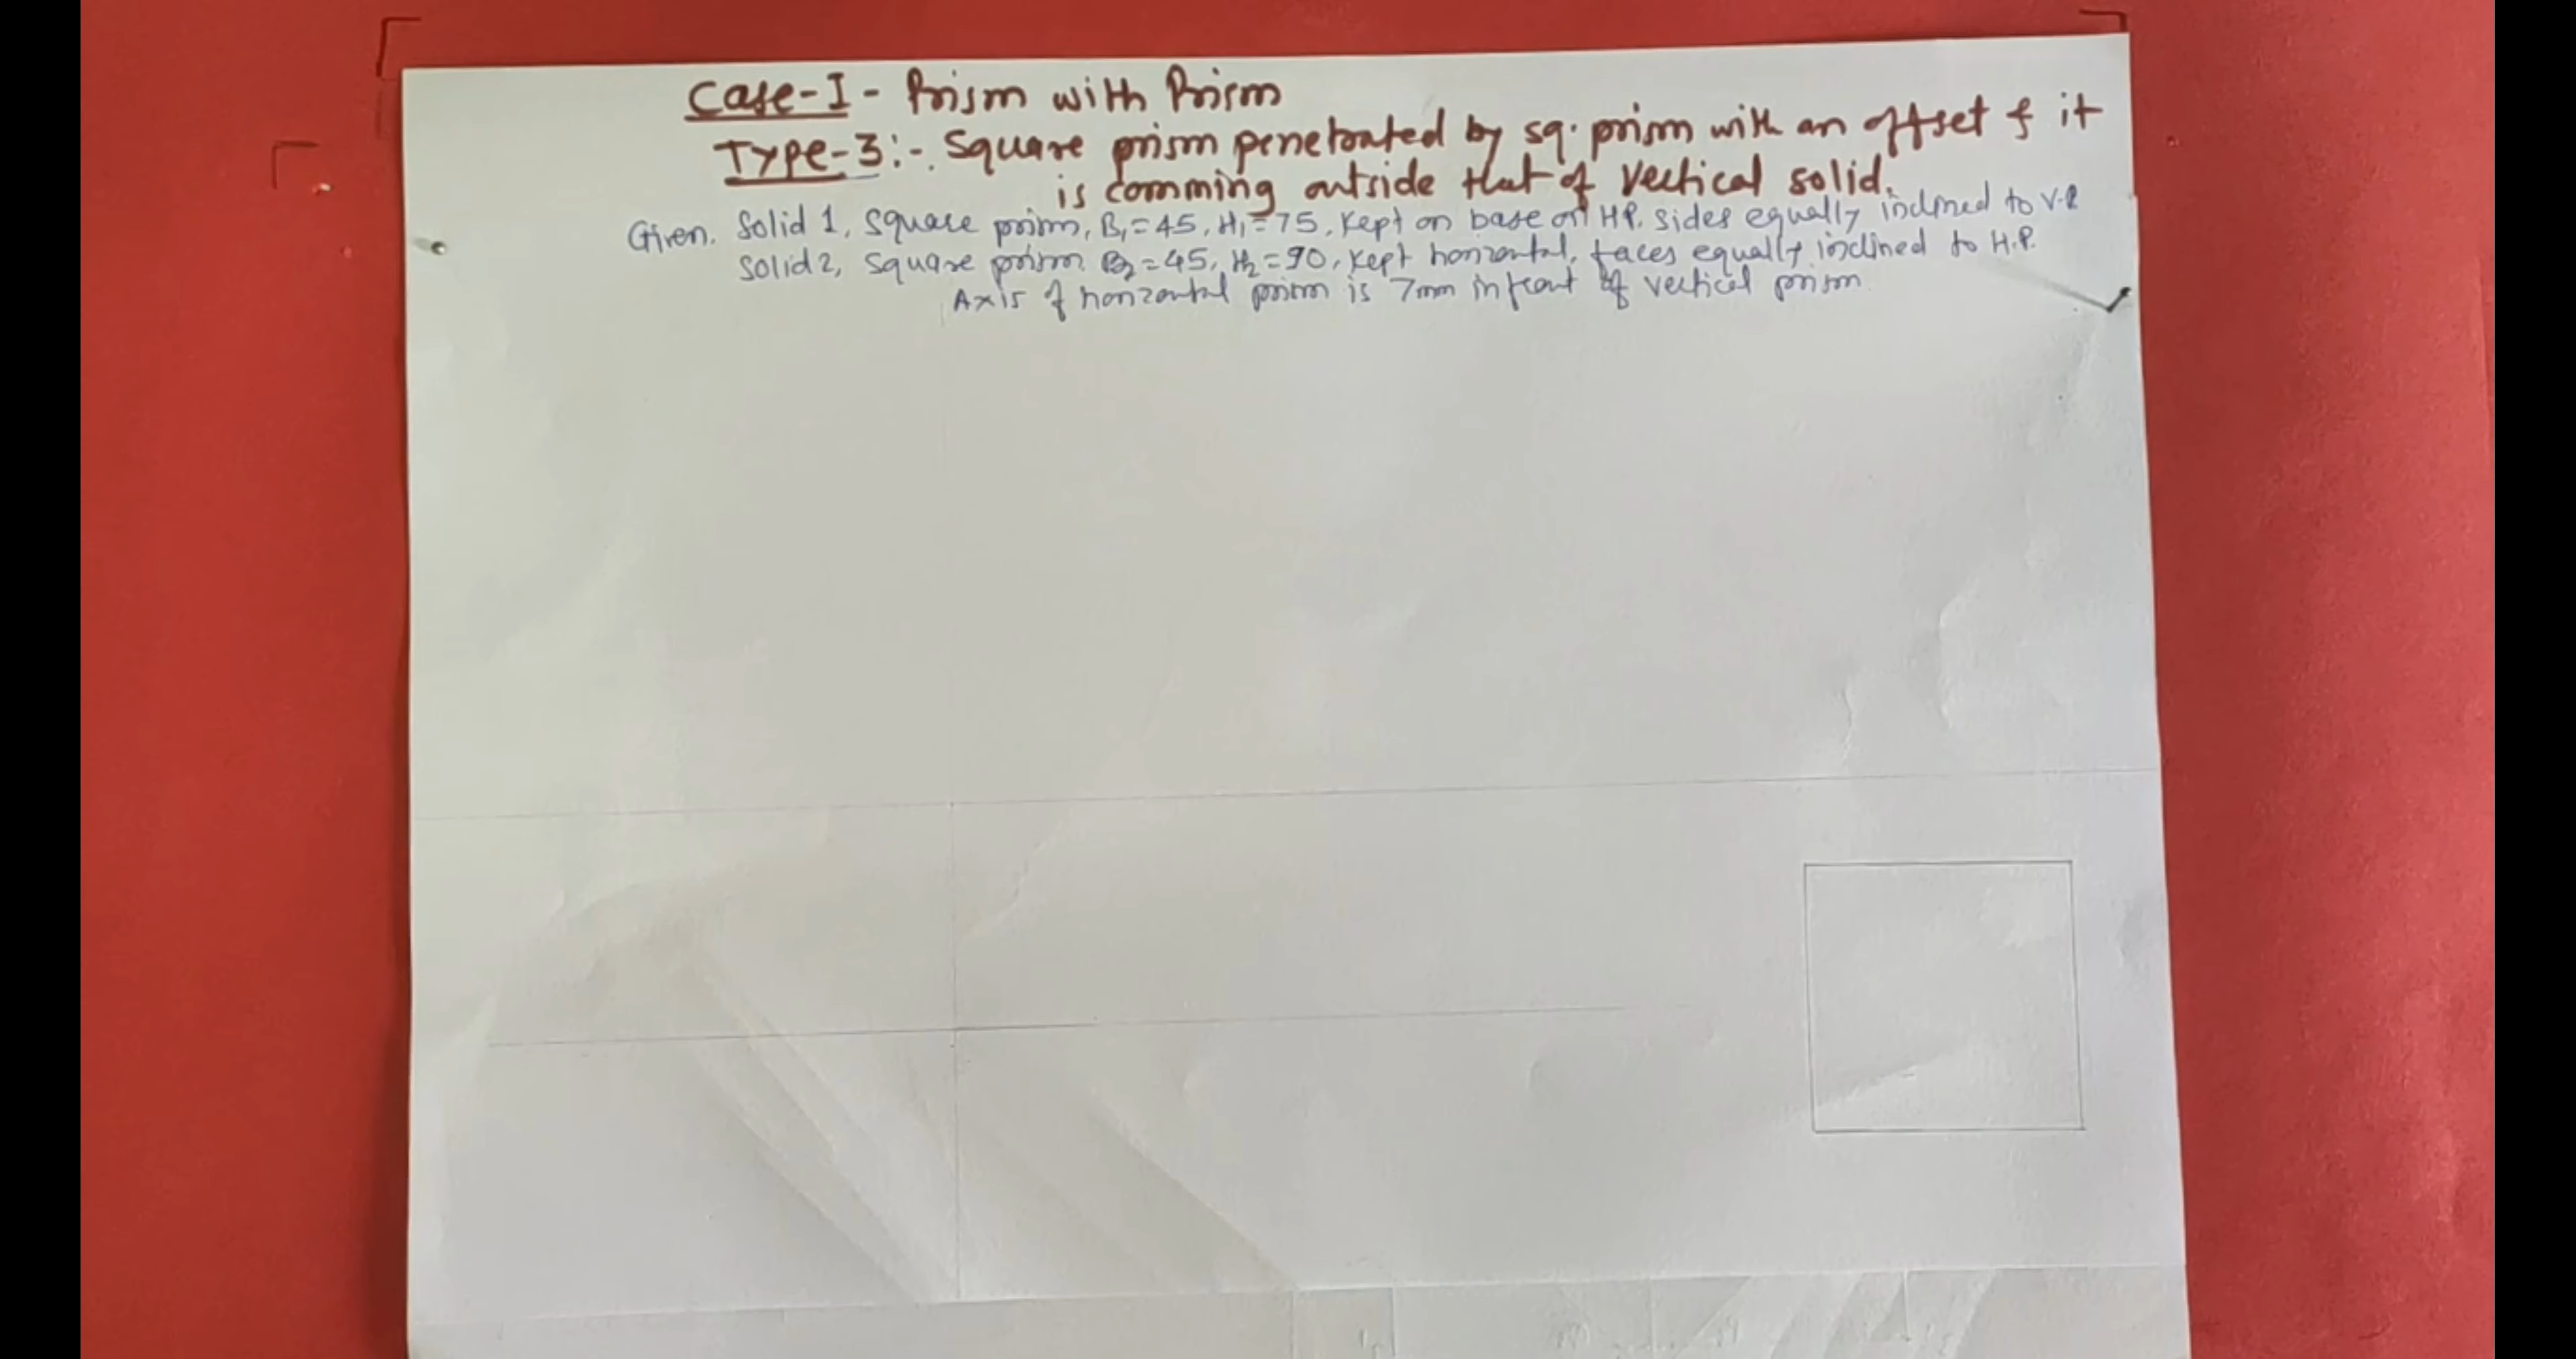 Case-I - Prism with Prism
Type-3:- Square prism penetrated by sq. prism with an offset & it
is comming outside that of vertical solid.
Given. Solid 1, square prism, B₁=45, H₁=75, Kept on base on HP. sides equally inclined to V.P
Solid 2, square prism B₂=45, H₂=90, Kept horizontal, faces equally inclined to H.P.
Axis of horizontal prism is 7mm infront of vertical prism